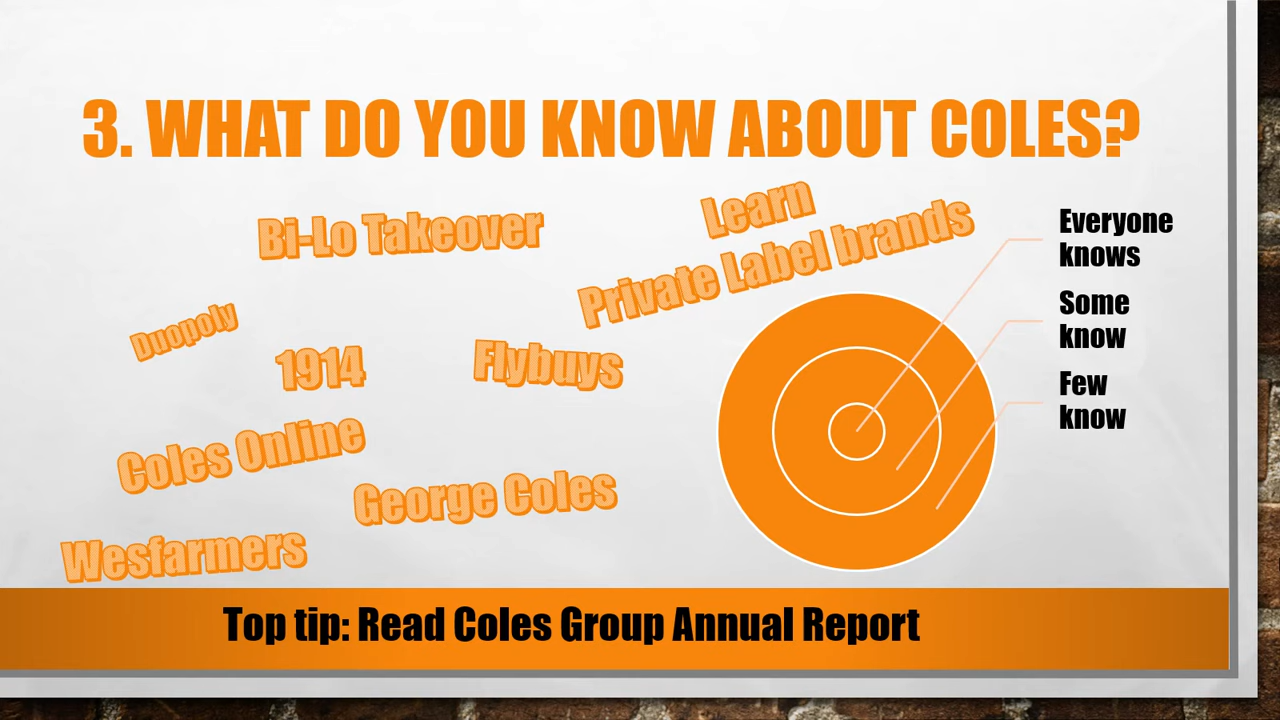 3. WHAT DO YOU KNOW ABOUT COLES?
Bi-Lo Takeover
Learn
Private Label brands
Duopoly
1914
Flybuys
Coles Online
George Coles
Wesfarmers
Everyone
knows
Some
know
Few
know
Top tip: Read Coles Group Annual Report